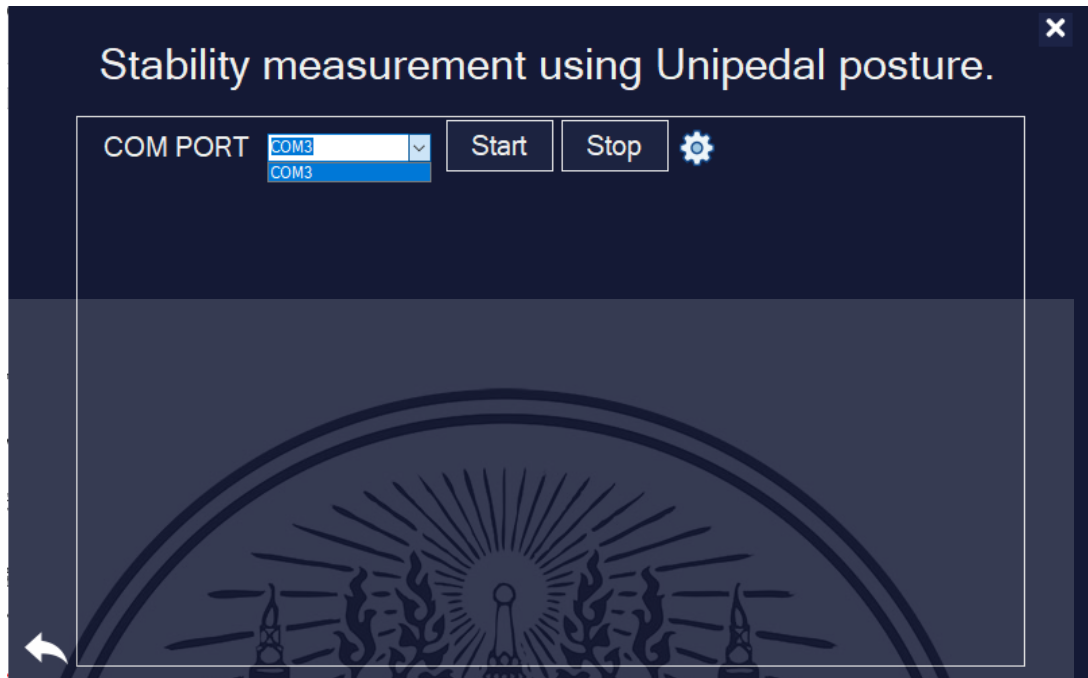 Stability measurement using Unipedal posture.
COM PORT COM3 Start Stop
COM3